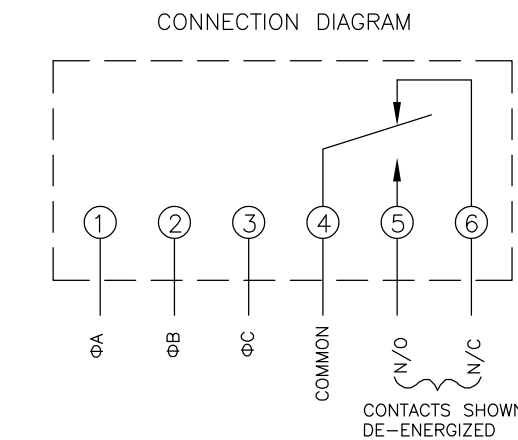 CONNECTION DIAGRAM
1
2
3
4
5
6
ΦA
ΦB
ΦC
COMMON
N/O
N/C
CONTACTS SHOWN
DE-ENERGIZED